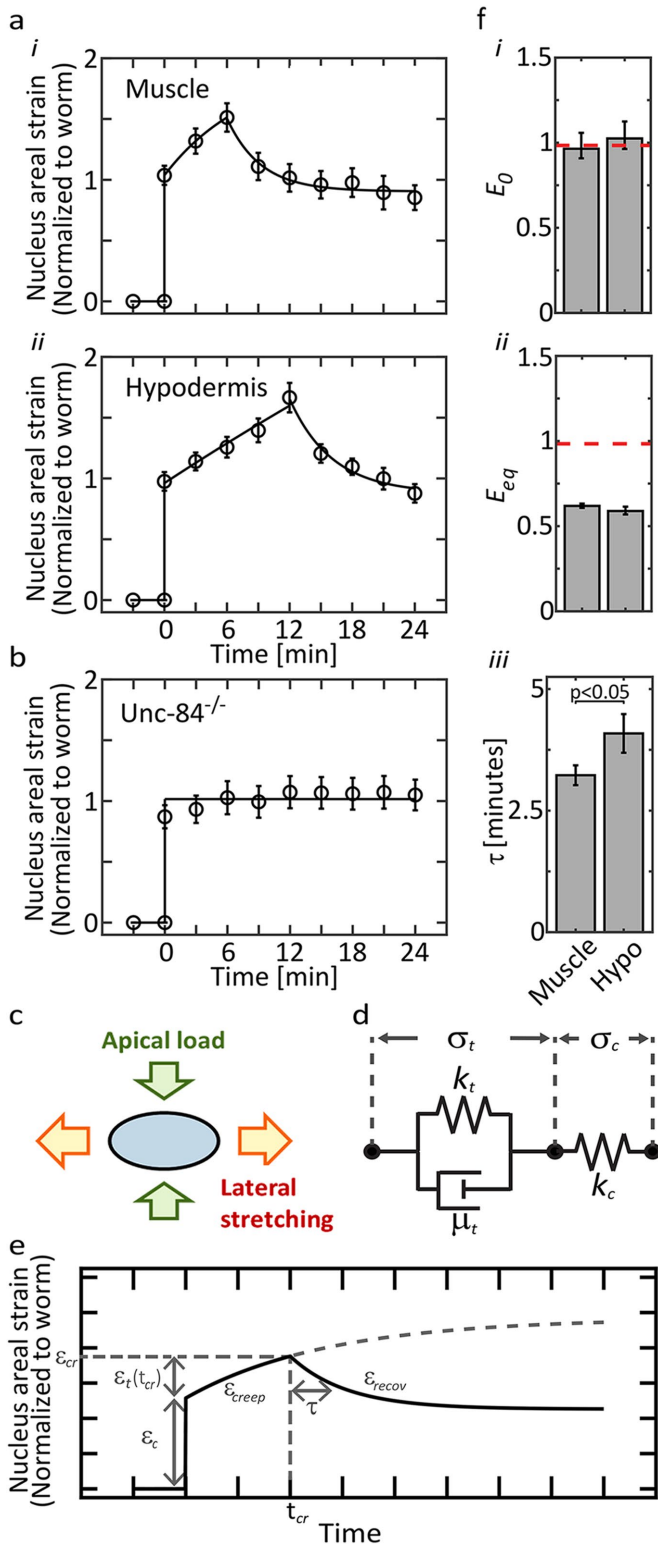 a
i
Nucleus areal strain
(Normalized to worm)
2
1
0
Muscle
ii
Nucleus areal strain
(Normalized to worm)
2
1
0
Hypodermis
0 6 12 18 24
Time [min]
b
Nucleus areal strain
(Normalized to worm)
2
1
0
Unc-84-/-
0 6 12 18 24
Time [min]
c
Apical load
Lateral
stretching
d
σt σc
kt
μt
kc
e
Nucleus areal strain
(Normalized to worm)
εcr
εt(tcr)
εc
εcreep
τ
εrecov
tcr
Time
f
i
E0
1.5
1
0.5
0
ii
Eeq
1.5
1
0.5
0
iii
τ [minutes]
5
2.5
0
p<0.05
Muscle
Hypo